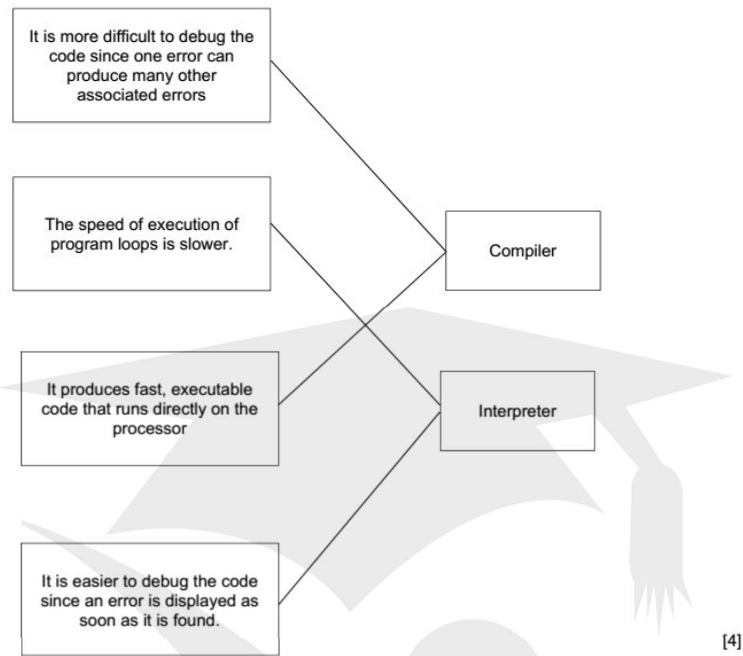 It is more difficult to debug the
code since one error can
produce many other
associated errors
The speed of execution of
program loops is slower.
Compiler
It produces fast, executable
code that runs directly on the
processor
Interpreter
It is easier to debug the code
since an error is displayed as
soon as it is found.
[4]